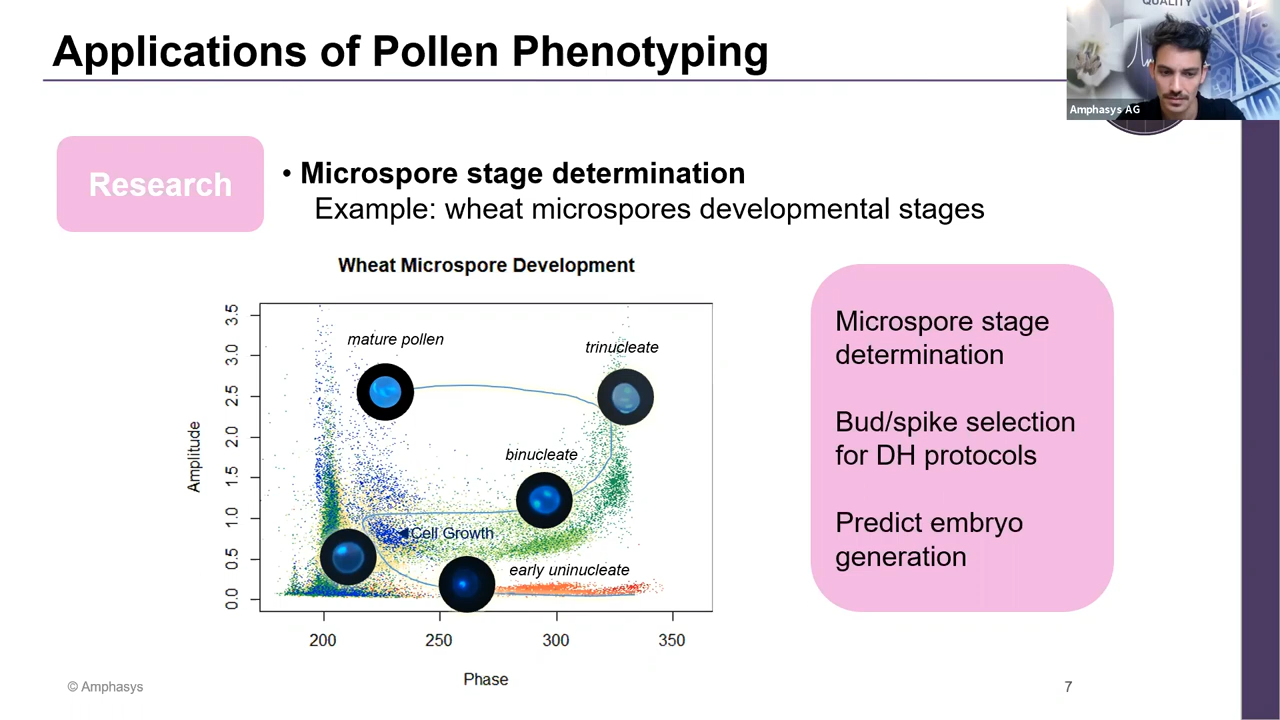 QUALITY
Applications of Pollen Phenotyping
Amphasys AG
Research
• Microspore stage determination
Example: wheat microspores developmental stages
Wheat Microspore Development
3.5
3.0
2.5
2.0
1.5
1.0
0.5
0.0
Amplitude
mature pollen
trinucleate
binucleate
Cell Growth
early uninucleate
200
250
300
350
Phase
Microspore stage
determination
Bud/spike selection
for DH protocols
Predict embryo
generation
© Amphasys
7